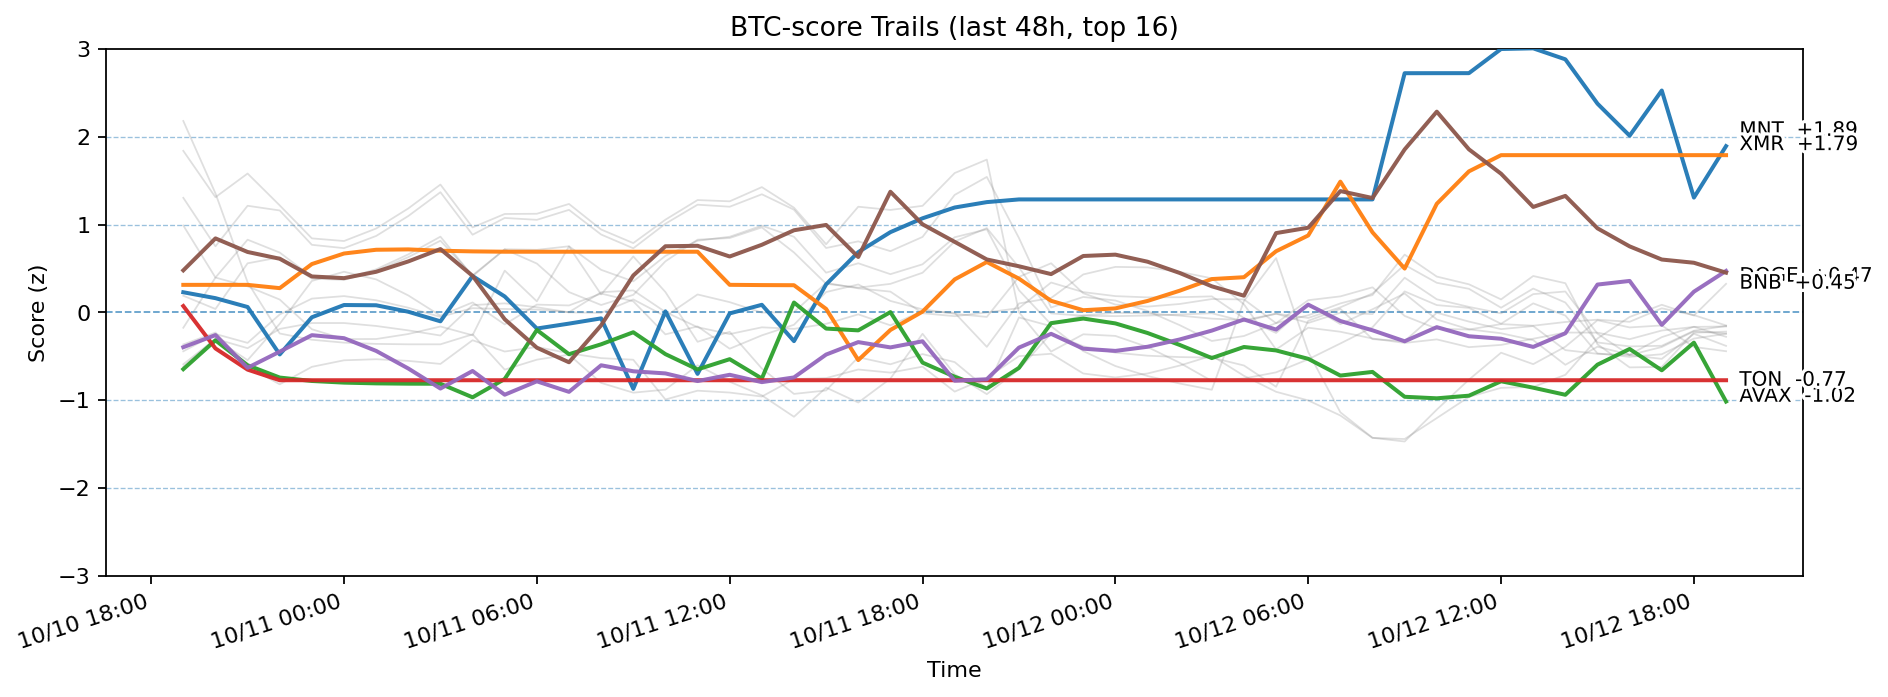 BTC-score Trails (last 48h, top 16)
Score (z)
3
2
1
0
−1
−2
−3
MNT +1.89
XMR +1.79
DOGE +0.47
BNB +0.45
TON -0.77
AVAX -1.02
10/10 18:00
10/11 00:00
10/11 06:00
10/11 12:00
10/11 18:00
10/12 00:00
10/12 06:00
10/12 12:00
10/12 18:00
Time